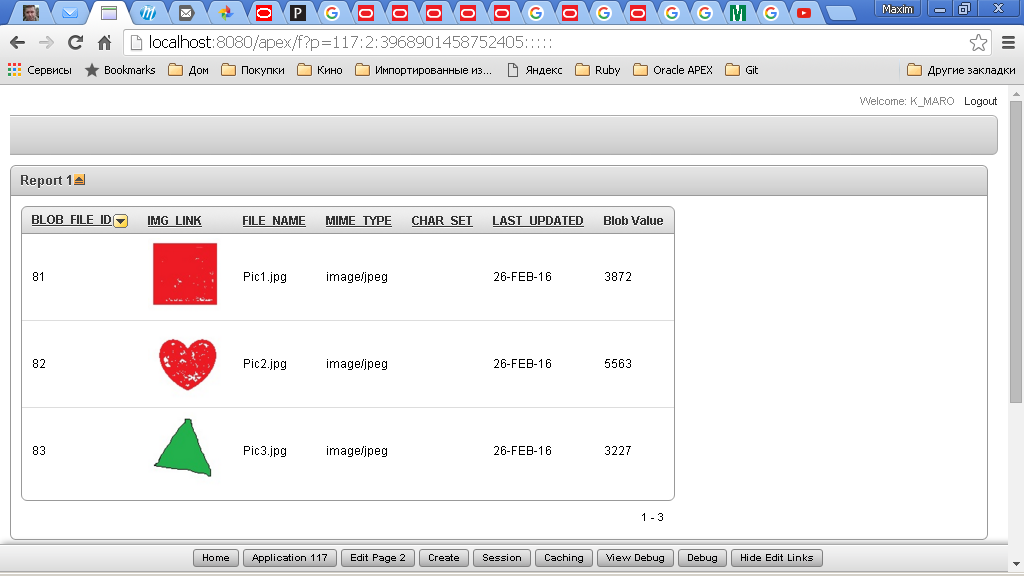 Maxim
localhost:8080/apex/f?p=117:2:3968901458752405:::::
Сервисы Bookmarks Дом Покупки Кино Импортированные из... Яндекс Ruby Oracle APEX Git Другие закладки
Welcome: K_MARO Logout
Report 1
BLOB_FILE_ID IMG_LINK FILE_NAME MIME_TYPE CHAR_SET LAST_UPDATED Blob Value
81 Pic1.jpg image/jpeg 26-FEB-16 3872
82 Pic2.jpg image/jpeg 26-FEB-16 5563
83 Pic3.jpg image/jpeg 26-FEB-16 3227
1 - 3
Home Application 117 Edit Page 2 Create Session Caching View Debug Debug Hide Edit Links